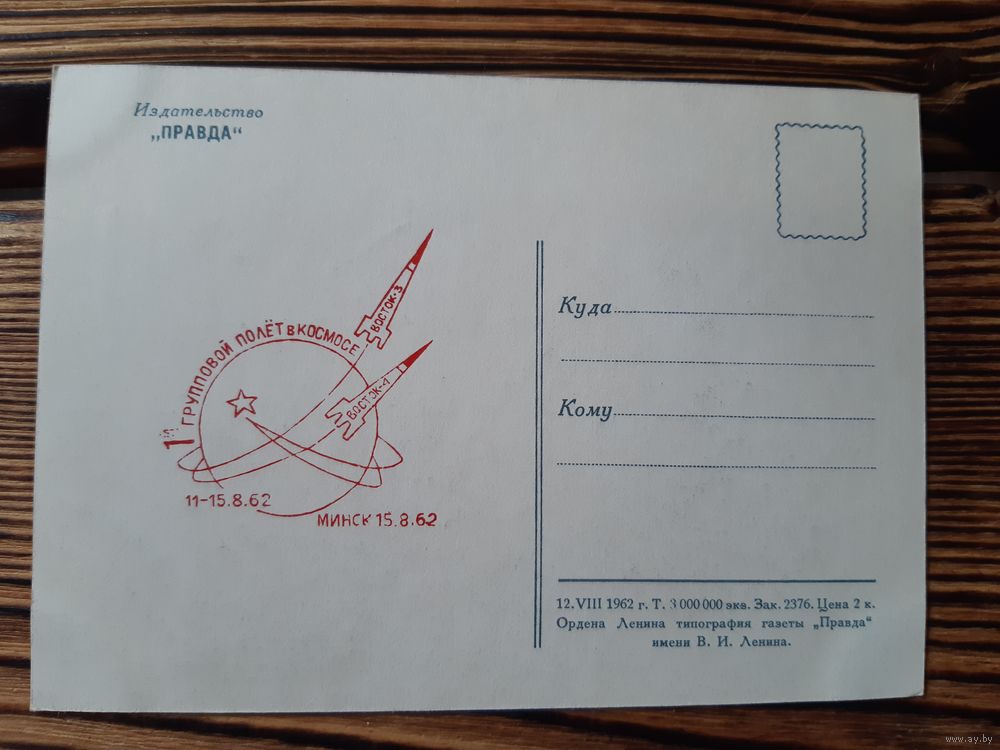 Издательство
„ПРАВДА“
1й ГРУППОВОЙ ПОЛЁТ в КОСМОСЕ
ВОСТОК-3
ВОСТОК-4
11-15.8.62
МИНСК 15.8.62
Куда
Кому
12.VIII 1962 г. Т. 3 000 000 экз. Зак. 2376. Цена 2 к.
Ордена Ленина типография газеты „Правда“
имени В. И. Ленина.
www.ay.by